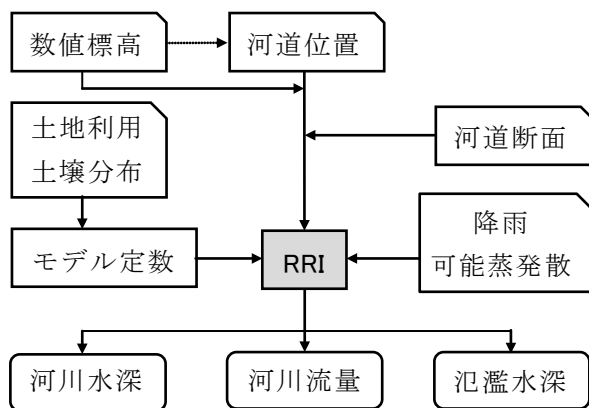 数値標高
河道位置
土地利用
土壌分布
河道断面
モデル定数
RRI
降雨
可能蒸発散
河川水深
河川流量
氾濫水深